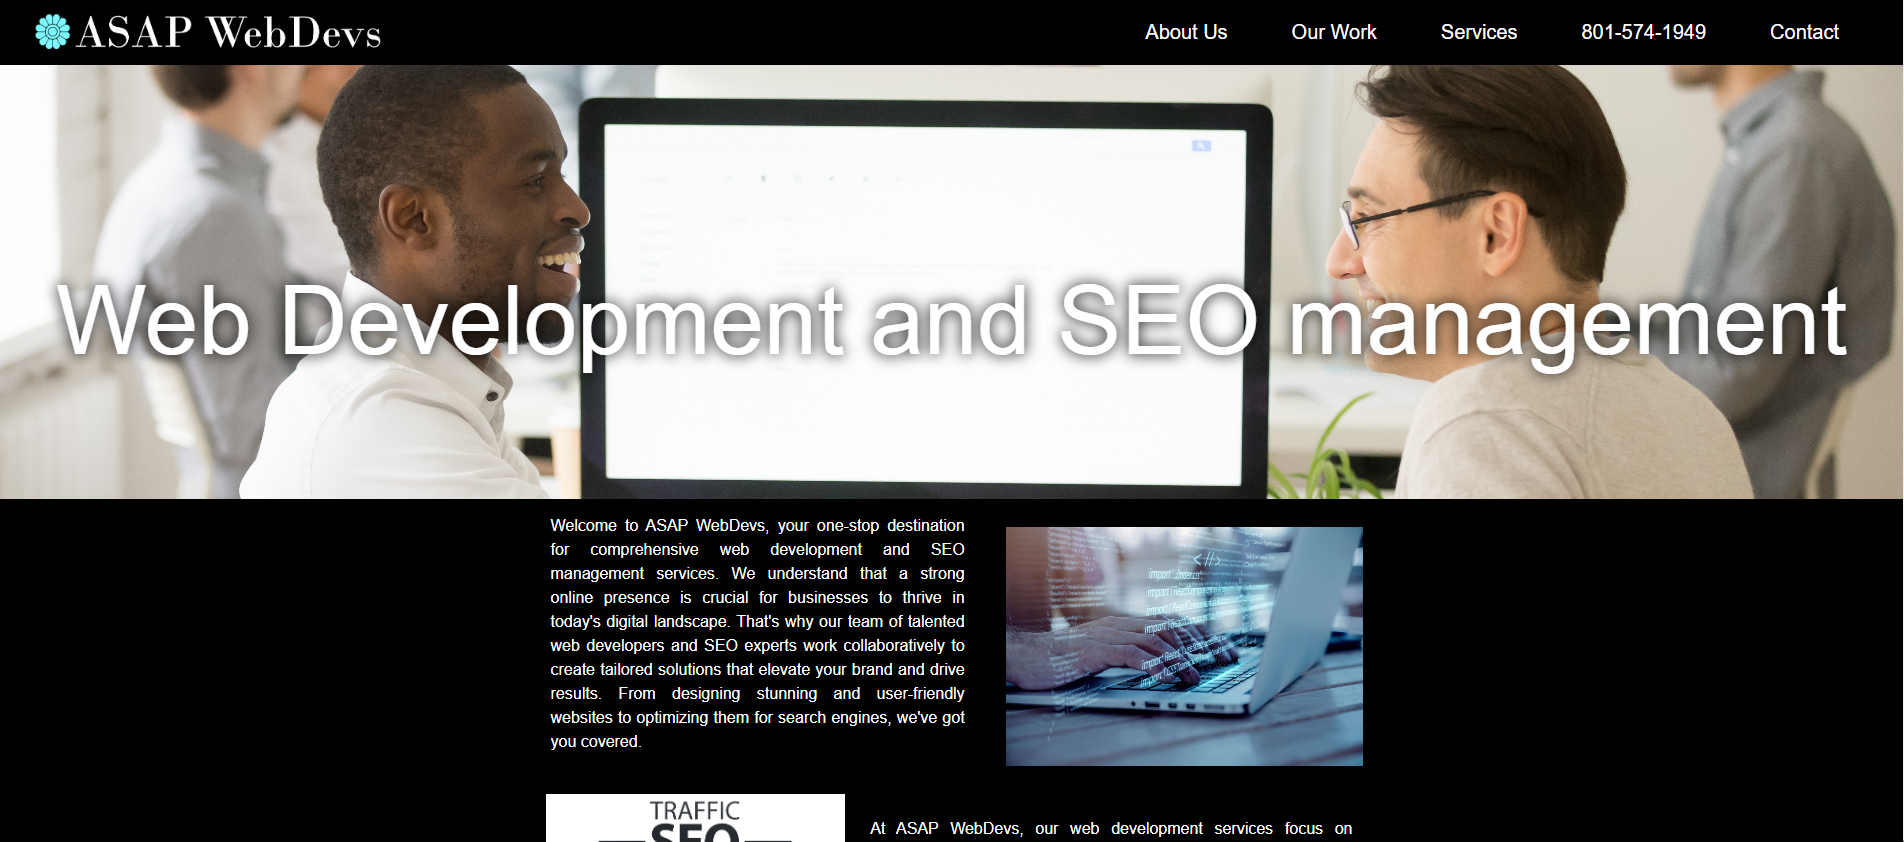 ASAP WebDevs
About Us
Our Work
Services
801-574-1949
Contact
Web Development and SEO management
Welcome to ASAP WebDevs, your one-stop destination
for comprehensive web development and SEO
management services. We understand that a strong
online presence is crucial for businesses to thrive in
today's digital landscape. That's why our team of talented
web developers and SEO experts work collaboratively to
create tailored solutions that elevate your brand and drive
results. From designing stunning and user-friendly
websites to optimizing them for search engines, we've got
you covered.
<//>
TRAFFIC
SEO
At ASAP WebDevs, our web development services focus on